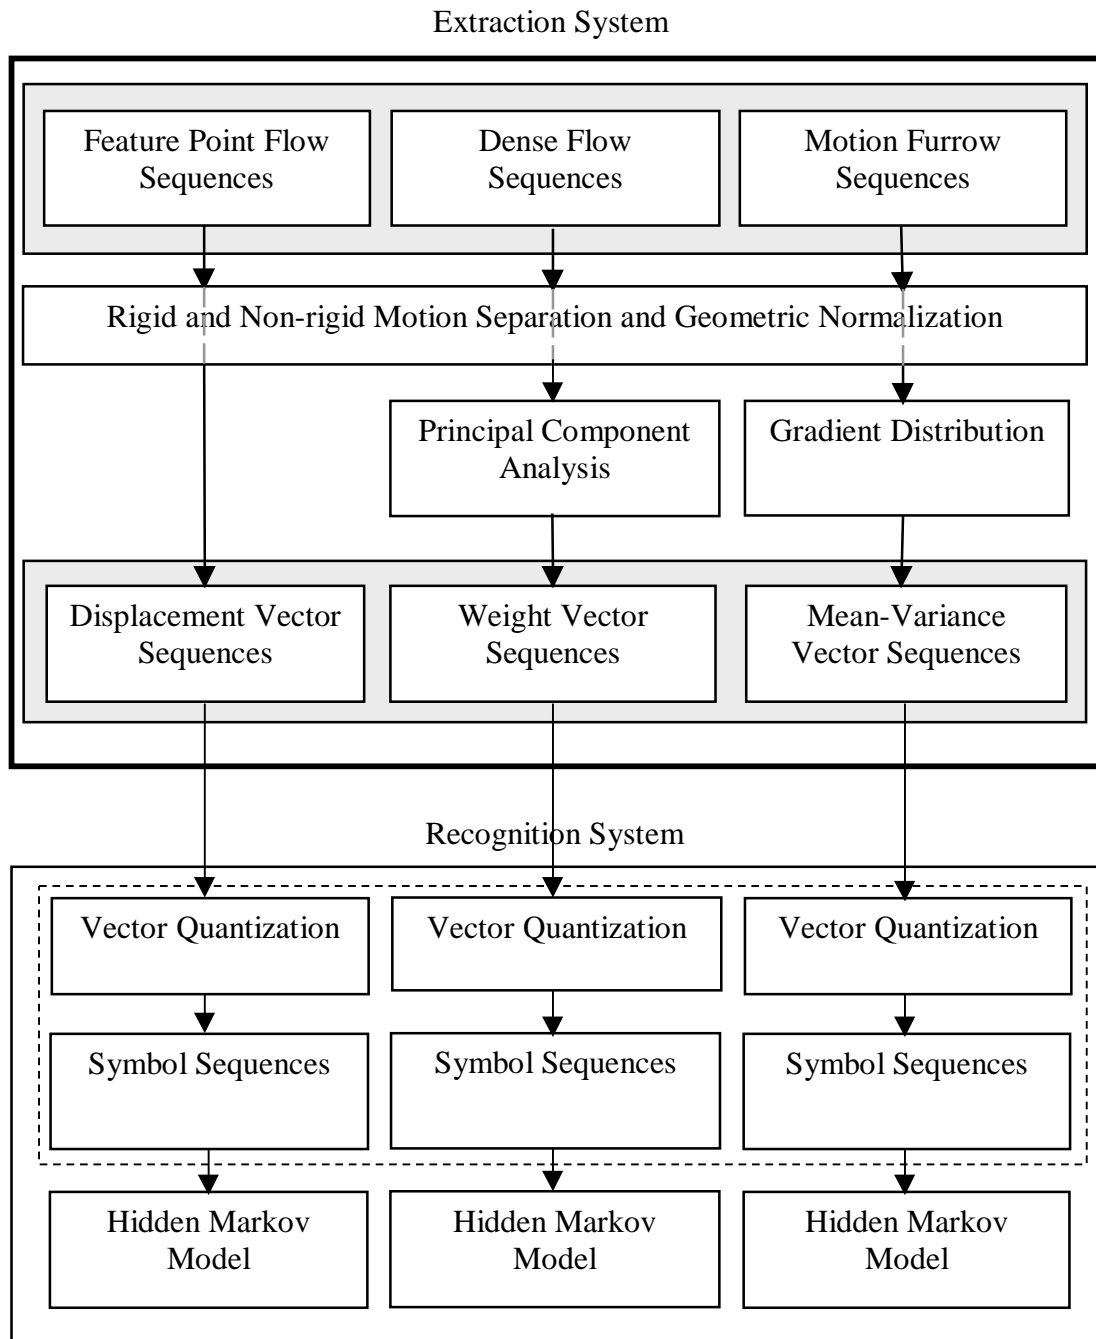 Extraction System
Feature Point Flow
Sequences
Dense Flow
Sequences
Motion Furrow
Sequences
Rigid and Non-rigid Motion Separation and Geometric Normalization
Principal Component
Analysis
Gradient Distribution
Displacement Vector
Sequences
Weight Vector
Sequences
Mean-Variance
Vector Sequences
Recognition System
Vector Quantization
Vector Quantization
Vector Quantization
Symbol Sequences
Symbol Sequences
Symbol Sequences
Hidden Markov
Model
Hidden Markov
Model
Hidden Markov
Model